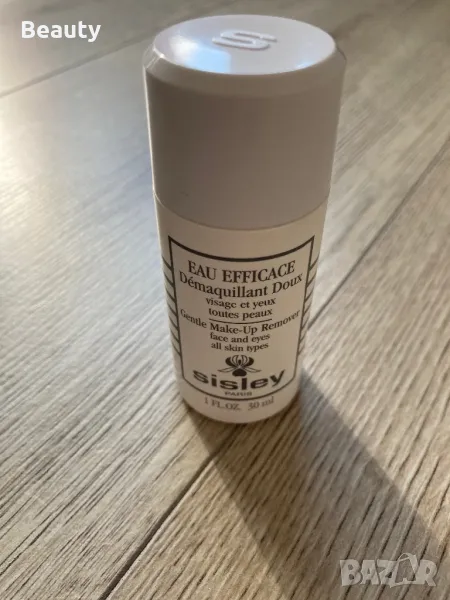 Beauty
S
EAU EFFICACE
Démaquillant Doux
visage et yeux
toutes peaux
Gentle Make-Up Remover
face and eyes
all skin types
sisley
PARIS
1 FL.OZ. 30 ml
BAZAR